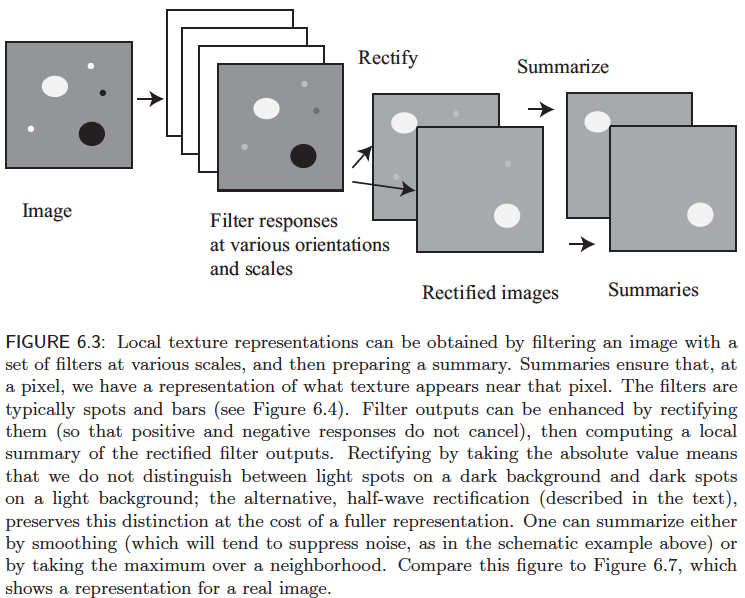 Rectify
Summarize
Image
Filter responses
at various orientations
and scales
Rectified images
Summaries
FIGURE 6.3: Local texture representations can be obtained by filtering an image with a
set of filters at various scales, and then preparing a summary. Summaries ensure that, at
a pixel, we have a representation of what texture appears near that pixel. The filters are
typically spots and bars (see Figure 6.4). Filter outputs can be enhanced by rectifying
them (so that positive and negative responses do not cancel), then computing a local
summary of the rectified filter outputs. Rectifying by taking the absolute value means
that we do not distinguish between light spots on a dark background and dark spots
on a light background; the alternative, half-wave rectification (described in the text),
preserves this distinction at the cost of a fuller representation. One can summarize either
by smoothing (which will tend to suppress noise, as in the schematic example above) or
by taking the maximum over a neighborhood. Compare this figure to Figure 6.7, which
shows a representation for a real image.